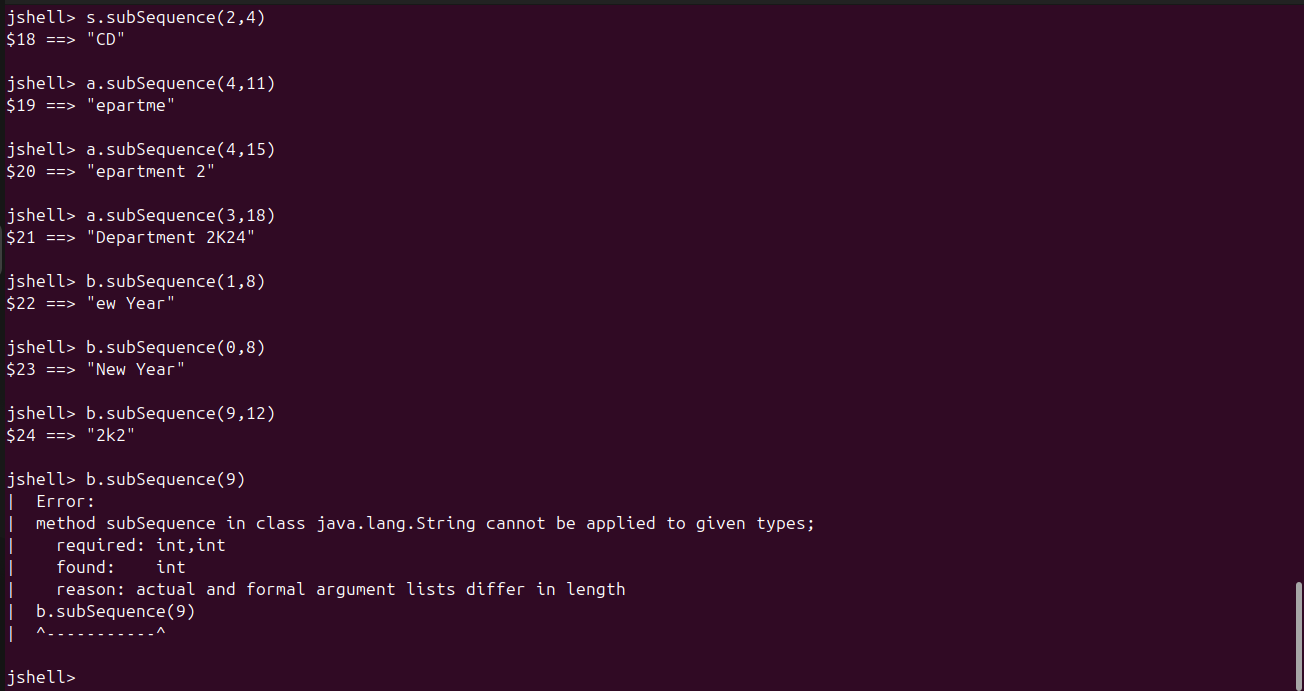 jshell> s.subSequence(2,4)
$18 ==> "CD"
jshell> a.subSequence(4,11)
$19 ==> "epartme"
jshell> a.subSequence(4,15)
$20 ==> "epartment 2"
jshell> a.subSequence(3,18)
$21 ==> "Department 2K24"
jshell> b.subSequence(1,8)
$22 ==> "ew Year"
jshell> b.subSequence(0,8)
$23 ==> "New Year"
jshell> b.subSequence(9,12)
$24 ==> "2k2"
jshell> b.subSequence(9)
|  Error:
|  method subSequence in class java.lang.String cannot be applied to given types;
|    required: int,int
|    found:    int
|    reason: actual and formal argument lists differ in length
|  b.subSequence(9)
|  ^-----------^
jshell>